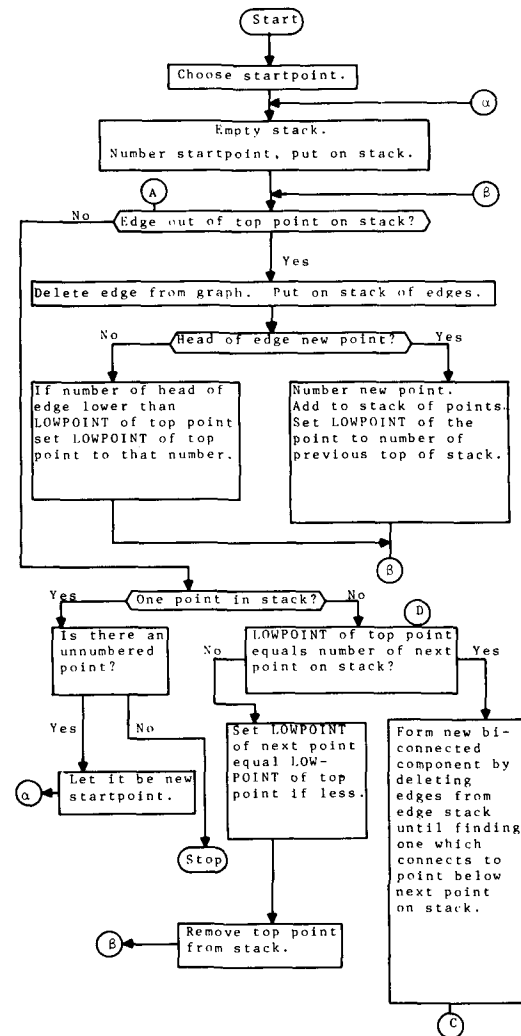 Start
Choose startpoint.
α
Empty stack.
Number startpoint, put on stack.
A
β
No
Edge out of top point on stack?
Yes
Delete edge from graph. Put on stack of edges.
No
Head of edge new point?
Yes
If number of head of
edge lower than
LOWPOINT of top point
set LOWPOINT of top
point to that number.
Number new point.
Add to stack of points.
Set LOWPOINT of the
point to number of
previous top of stack.
β
Yes
One point in stack?
No
D
Is there an
unnumbered
point?
No
LOWPOINT of top point
equals number of next
point on stack?
Yes
Yes
No
Let it be new
startpoint.
α
Stop
Set LOWPOINT
of next point
equal LOW-
POINT of top
point if less.
Form new bi-
connected
component by
deleting
edges from
edge stack
until finding
one which
connects to
point below
next point
on stack.
β
Remove top point
from stack.
C